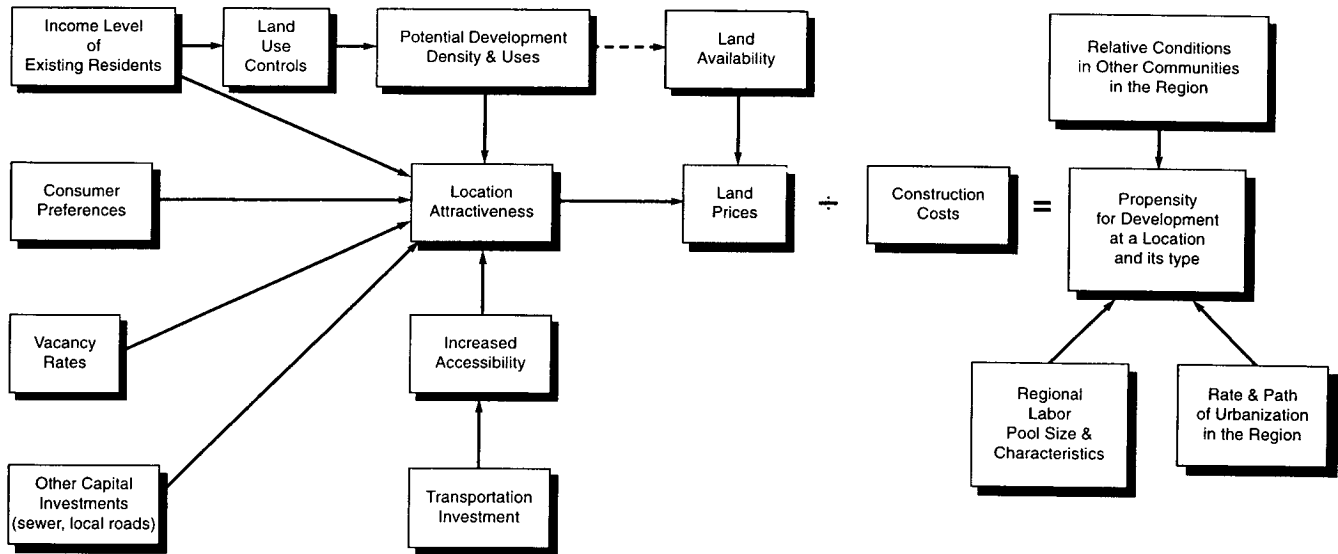 Income Level
of
Existing Residents
Land
Use
Controls
Potential Development
Density & Uses
Land
Availability
Relative Conditions
in Other Communities
in the Region
Consumer
Preferences
Location
Attractiveness
Land
Prices
÷
Construction
Costs
=
Propensity
for Development
at a Location
and its type
Vacancy
Rates
Increased
Accessibility
Regional
Labor
Pool Size &
Characteristics
Rate & Path
of Urbanization
in the Region
Other Capital
Investments
(sewer, local roads)
Transportation
Investment